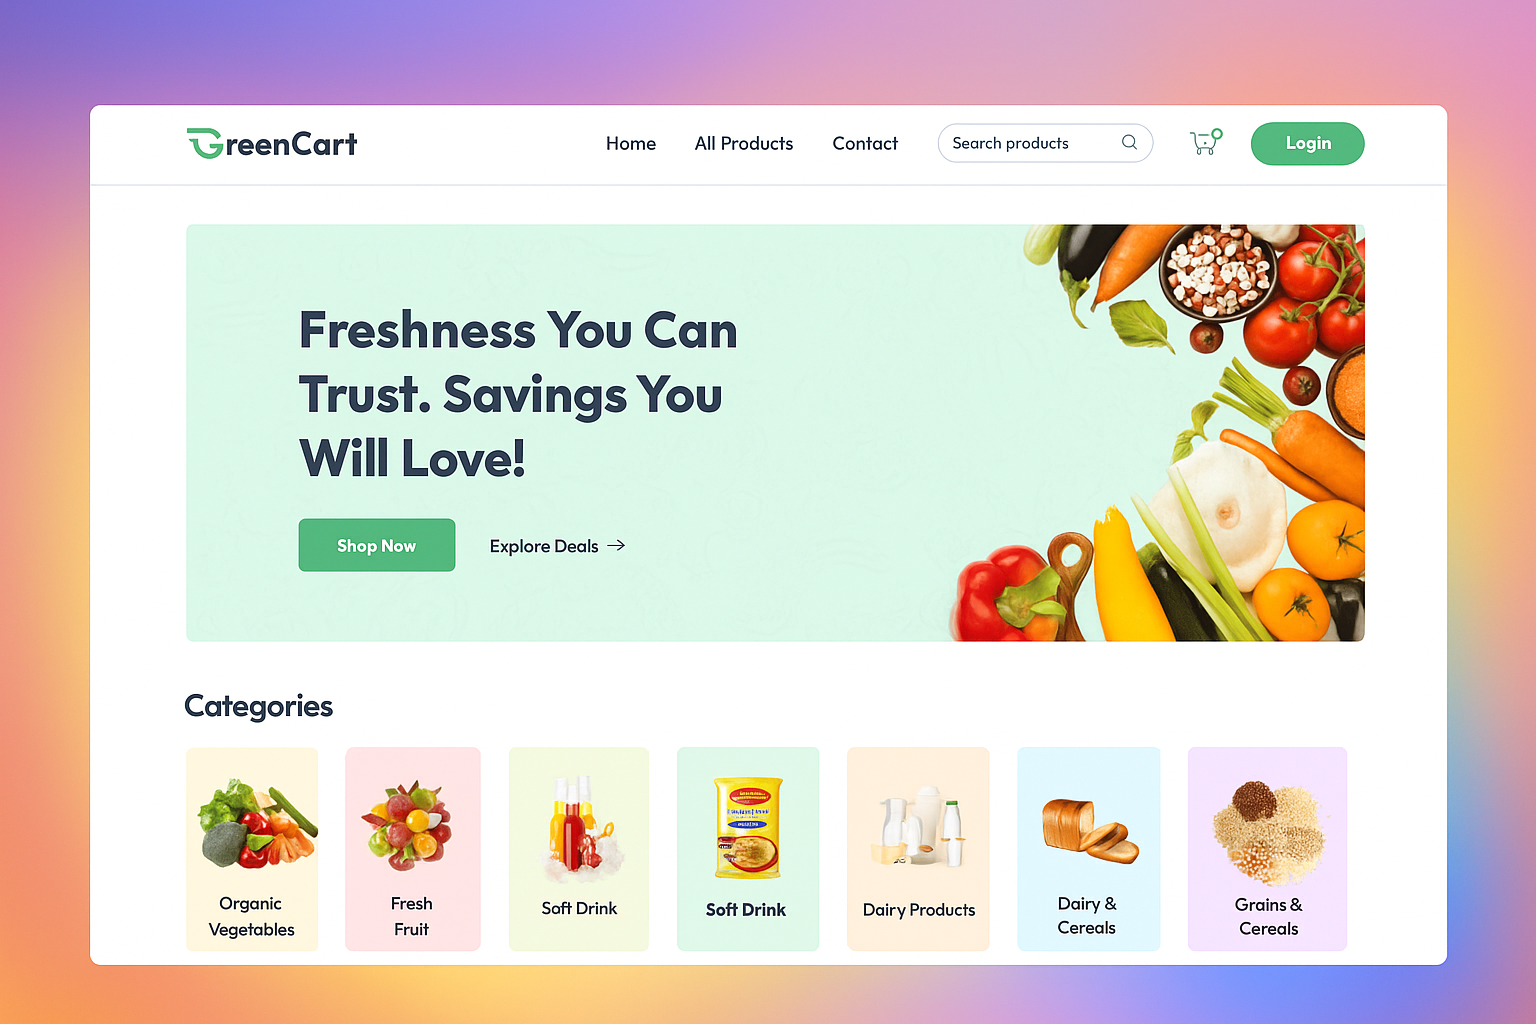 GreenCart
Home
All Products
Contact
Search products
Login
Freshness You Can
Trust. Savings You
Will Love!
Shop Now
Explore Deals →
Categories
Organic
Vegetables
Fresh
Fruit
Saft Drink
Soft Drink
Dairy Products
Dairy &
Cereals
Grains &
Cereals